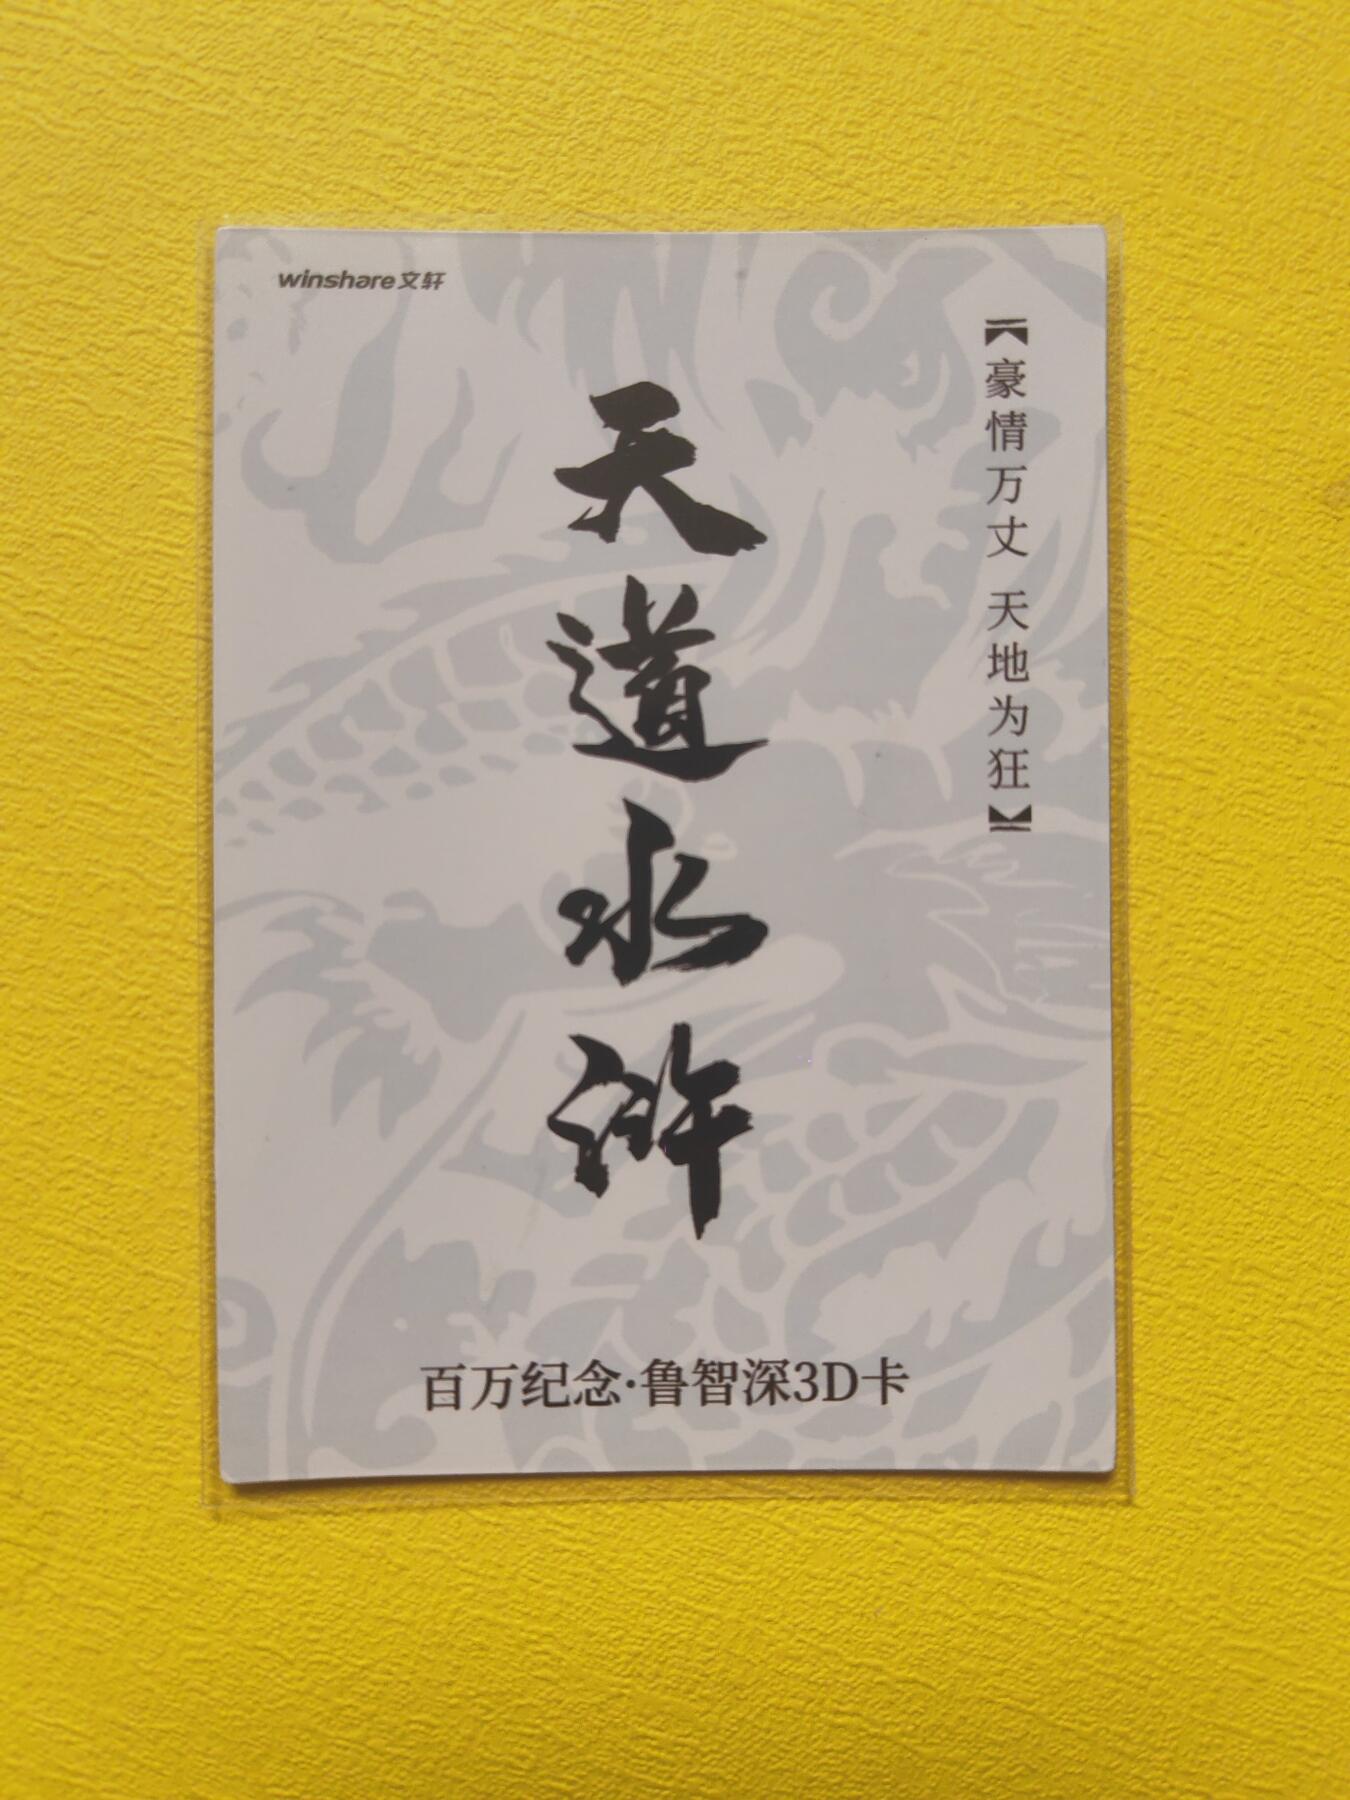 winshare文轩
【豪情万丈 天地为狂】
天道水浒
百万纪念·鲁智深3D卡